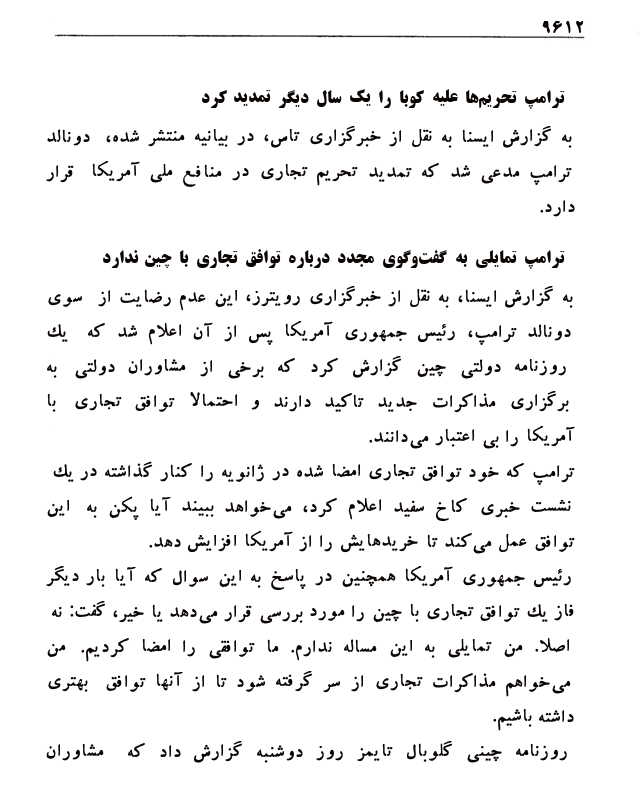 ۹۶۱۲
ترامپ تحریم‌ها علیه کوبا را یک سال دیگر تمدید کرد
به گزارش ایسنا به نقل از خبرگزاری تاس، در بیانیه منتشر شده، دونالد
ترامپ مدعی شد که تمدید تحریم تجاری در منافع ملی آمریکا قرار
دارد.
ترامپ تمایلی به گفت‌وگوی مجدد درباره توافق تجاری با چین ندارد
به گزارش ایسنا، به نقل از خبرگزاری رویترز، این عدم رضایت از سوی
دونالد ترامپ، رئیس جمهوری آمریکا پس از آن اعلام شد که یك
روزنامه دولتی چین گزارش کرد که برخی از مشاوران دولتی به
برگزاری مذاکرات جدید تاکید دارند و احتمالا توافق تجاری با
آمریکا را بی اعتبار می‌دانند.
ترامپ که خود توافق تجاری امضا شده در ژانویه را کنار گذاشته در یك
نشست خبری کاخ سفید اعلام کرد، می‌خواهد ببیند آیا پکن به این
توافق عمل می‌کند تا خریدهایش را از آمریکا افزایش دهد.
رئیس جمهوری آمریکا همچنین در پاسخ به این سوال که آیا بار دیگر
فاز یك توافق تجاری با چین را مورد بررسی قرار می‌دهد یا خیر، گفت: نه
اصلا. من تمایلی به این مساله ندارم. ما توافقی را امضا کردیم. من
می‌خواهم مذاکرات تجاری از سر گرفته شود تا از آنها توافق بهتری
داشته باشیم.
روزنامه چینی گلوبال تایمز روز دوشنبه گزارش داد که مشاوران